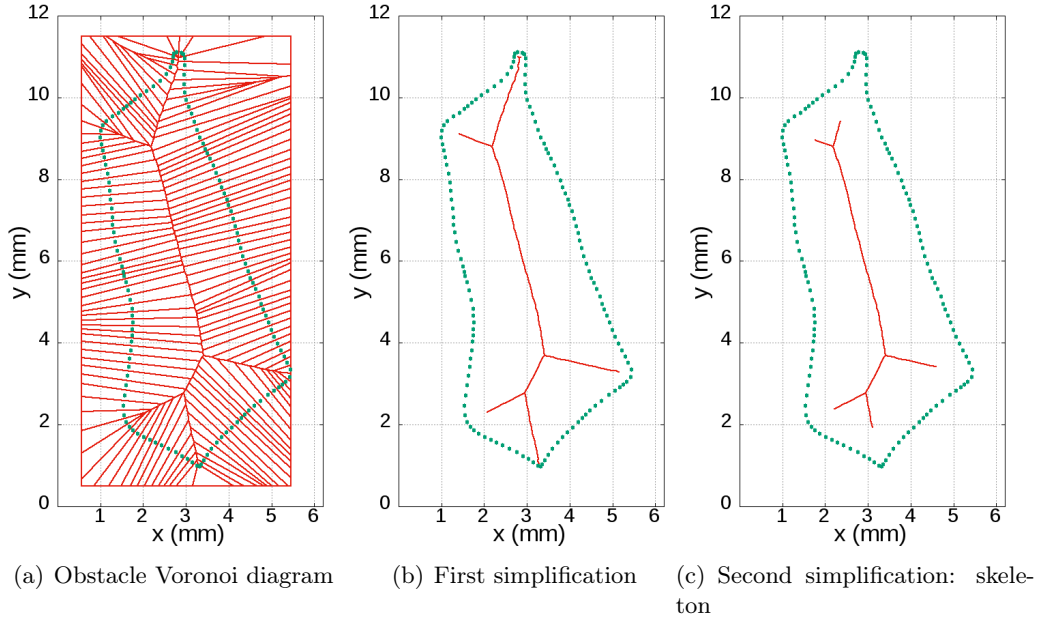 12
10
8
6
4
2
0
y (mm)
1 2 3 4 5 6
x (mm)
12
10
8
6
4
2
0
y (mm)
1 2 3 4 5 6
x (mm)
12
10
8
6
4
2
0
y (mm)
1 2 3 4 5 6
x (mm)
(a) Obstacle Voronoi diagram
(b) First simplification
(c) Second simplification: skele-
ton